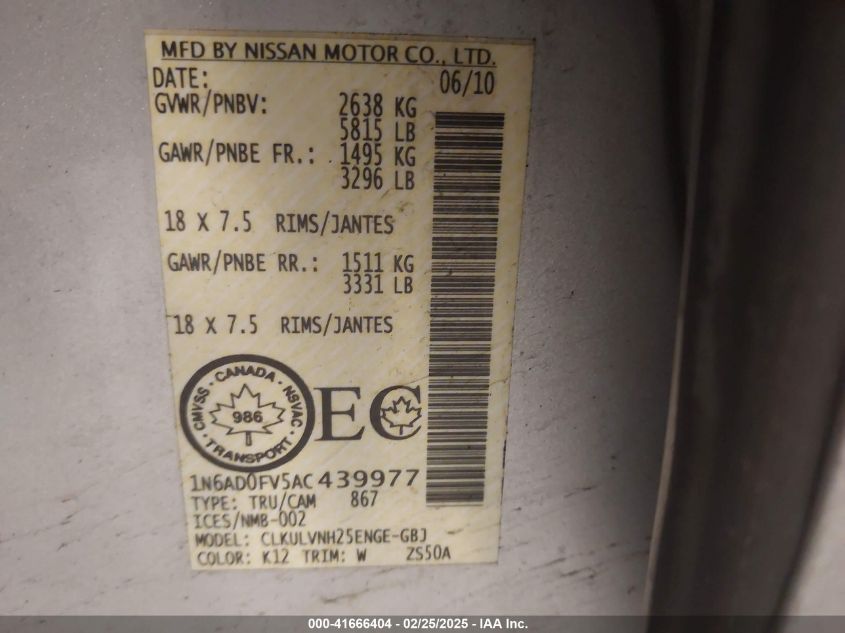 MFD BY NISSAN MOTOR CO., LTD.
DATE: 06/10
GVWR/PNBV: 2638 KG
5815 LB
GAWR/PNBE FR.: 1495 KG
3296 LB
18 X 7.5 RIMS/JANTES
GAWR/PNBE RR.: 1511 KG
3331 LB
18 X 7.5 RIMS/JANTES
CMVSS · CANADA · NSVAC · TRANSPORT ·
986
EC
1N6AD0FV5AC439977
TYPE: TRU/CAM 867
ICES/NMB-002
MODEL: CLKULVNH25ENGE-GBJ
COLOR: K12 TRIM: W ZS50A
000-41666404 — 02/25/2025 — IAA Inc.